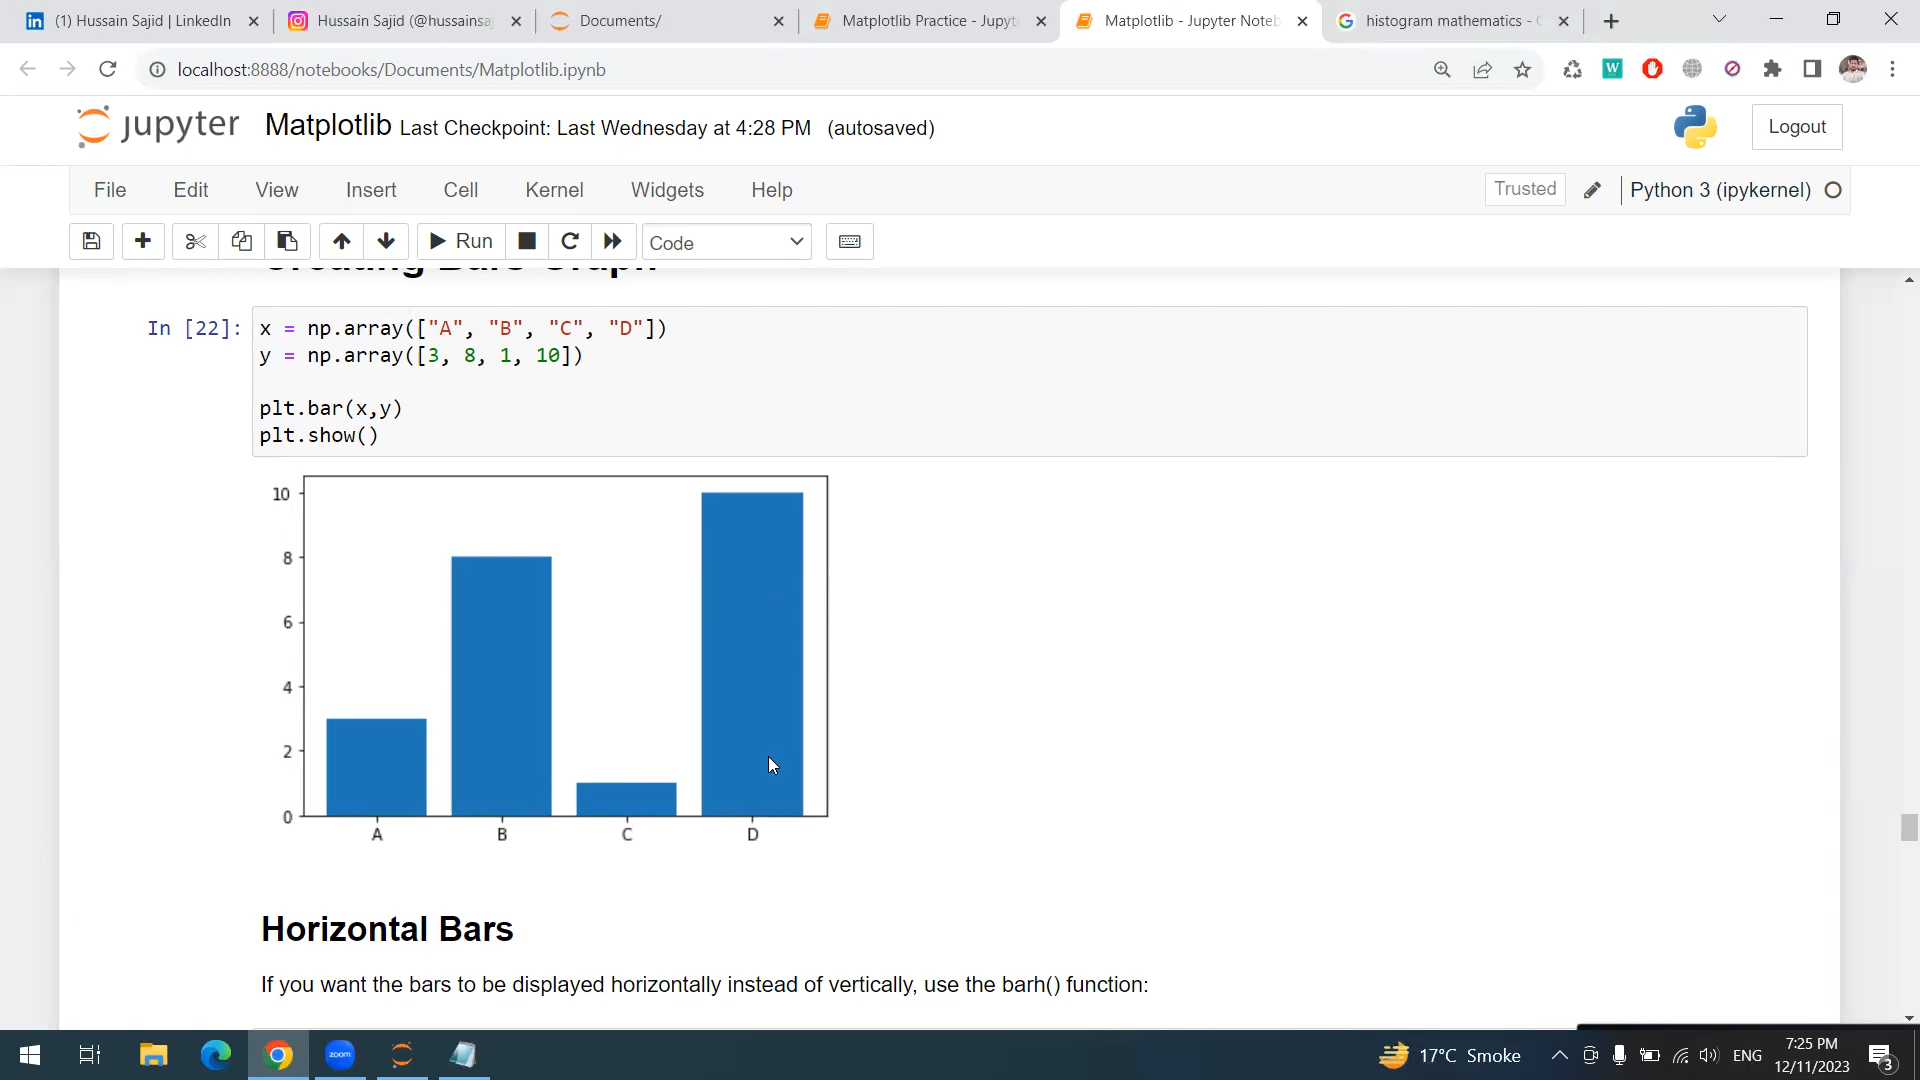 (1) Hussain Sajid | LinkedIn
Hussain Sajid (@hussainsa
Documents/
Matplotlib Practice - Jupyt
Matplotlib - Jupyter Noteb
histogram mathematics -
localhost:8888/notebooks/Documents/Matplotlib.ipynb
jupyter Matplotlib Last Checkpoint: Last Wednesday at 4:28 PM (autosaved)
Logout
File Edit View Insert Cell Kernel Widgets Help
Trusted
Python 3 (ipykernel)
Run
Code
Creating Bars Graph
In [22]:
x = np.array(["A", "B", "C", "D"])
y = np.array([3, 8, 1, 10])
plt.bar(x,y)
plt.show()
10
8
6
4
2
0
A B C D
Horizontal Bars
If you want the bars to be displayed horizontally instead of vertically, use the barh() function:
zoom
17°C Smoke
ENG
7:25 PM
12/11/2023
3